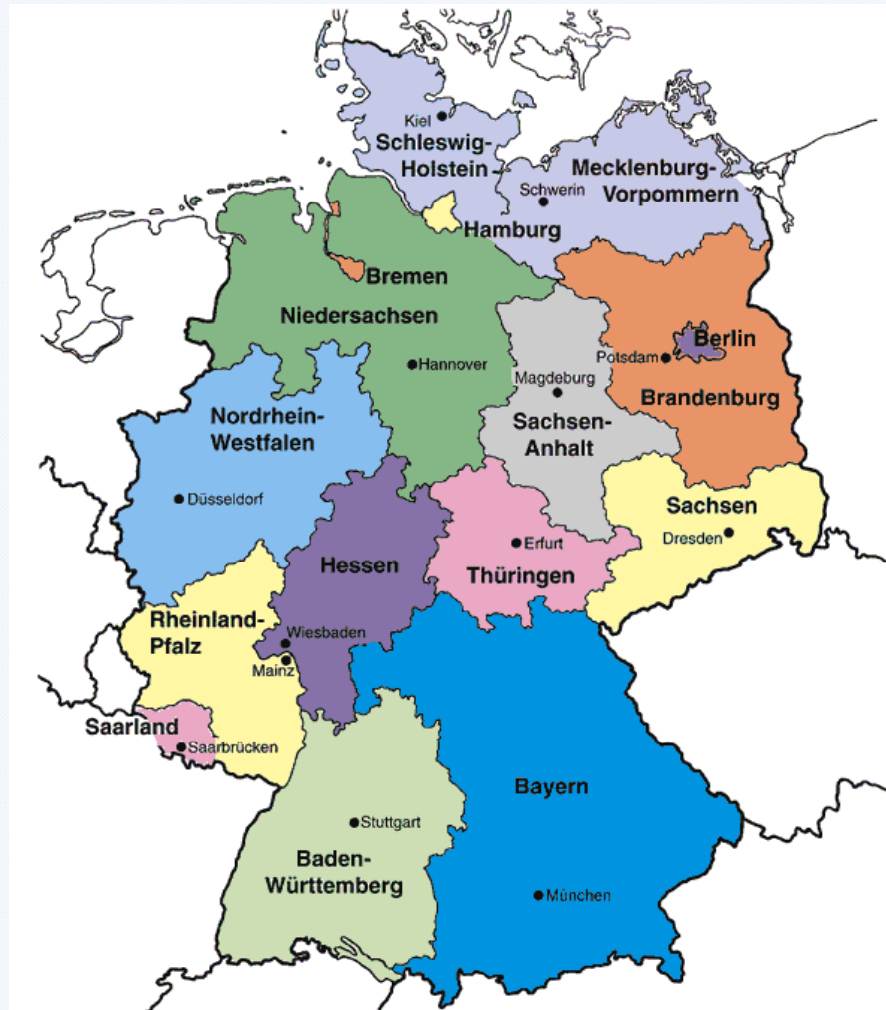 Kiel
Schleswig-
Holstein
Mecklenburg-
Vorpommern
Schwerin
Hamburg
Bremen
Niedersachsen
Berlin
Potsdam
Hannover
Magdeburg
Brandenburg
Nordrhein-
Westfalen
Sachsen-
Anhalt
Düsseldorf
Sachsen
Dresden
Erfurt
Hessen
Thüringen
Rheinland-
Pfalz
Wiesbaden
Mainz
Saarland
Saarbrücken
Bayern
Stuttgart
Baden-
Württemberg
München